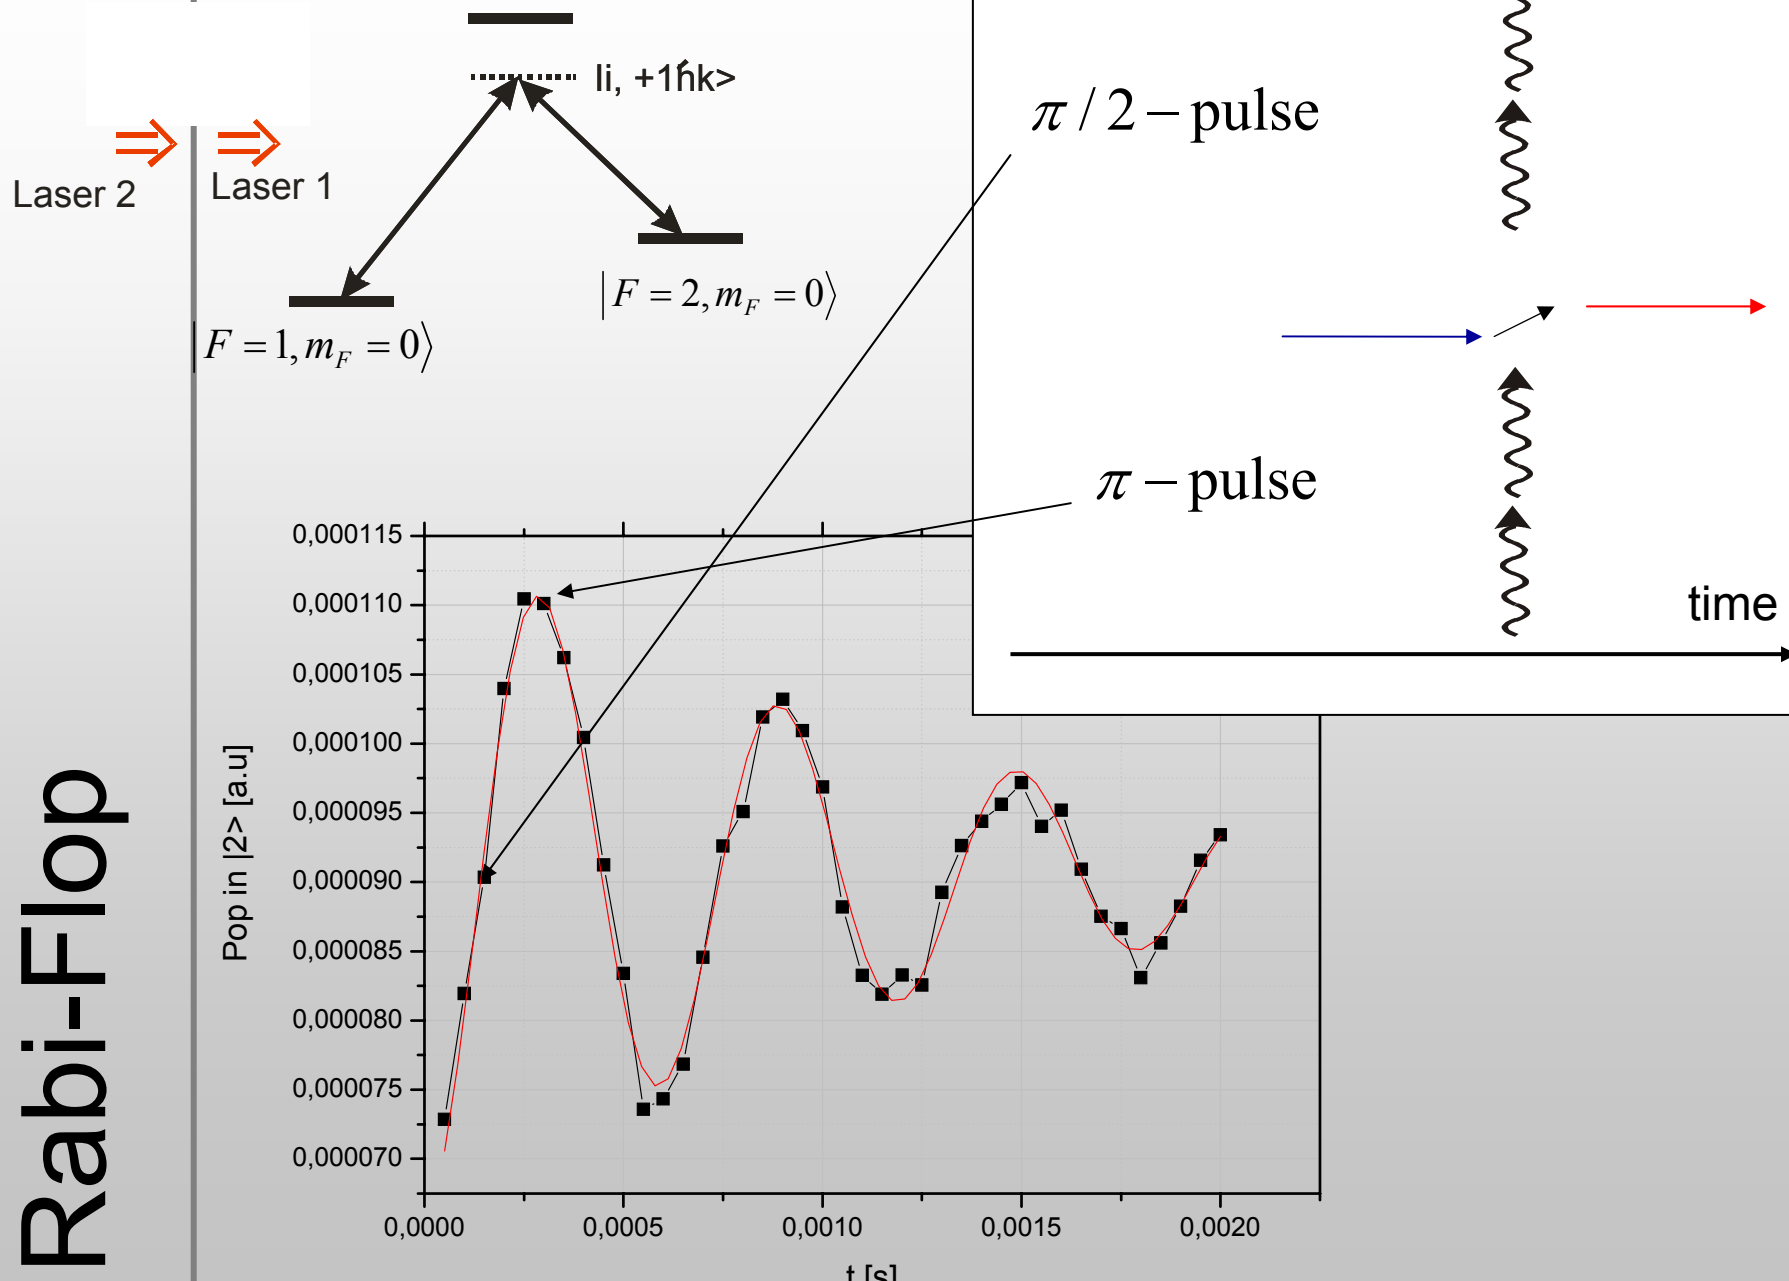 Rabi-Flop
Ii, +1ħk>
Laser 2
Laser 1
|F = 2, m_F = 0⟩
|F = 1, m_F = 0⟩
π / 2 – pulse
π – pulse
time
0,000115
0,000110
0,000105
0,000100
0,000095
0,000090
0,000085
0,000080
0,000075
0,000070
Pop in |2> [a.u]
0,0000 0,0005 0,0010 0,0015 0,0020
t [s]